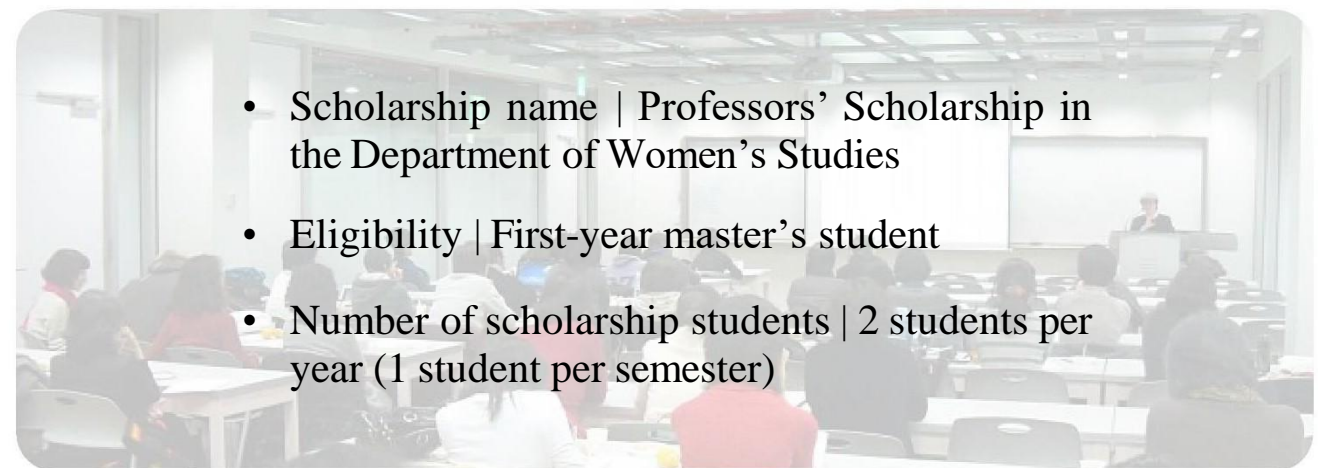 • Scholarship name | Professors’ Scholarship in
the Department of Women’s Studies
• Eligibility | First-year master’s student
• Number of scholarship students | 2 students per
year (1 student per semester)